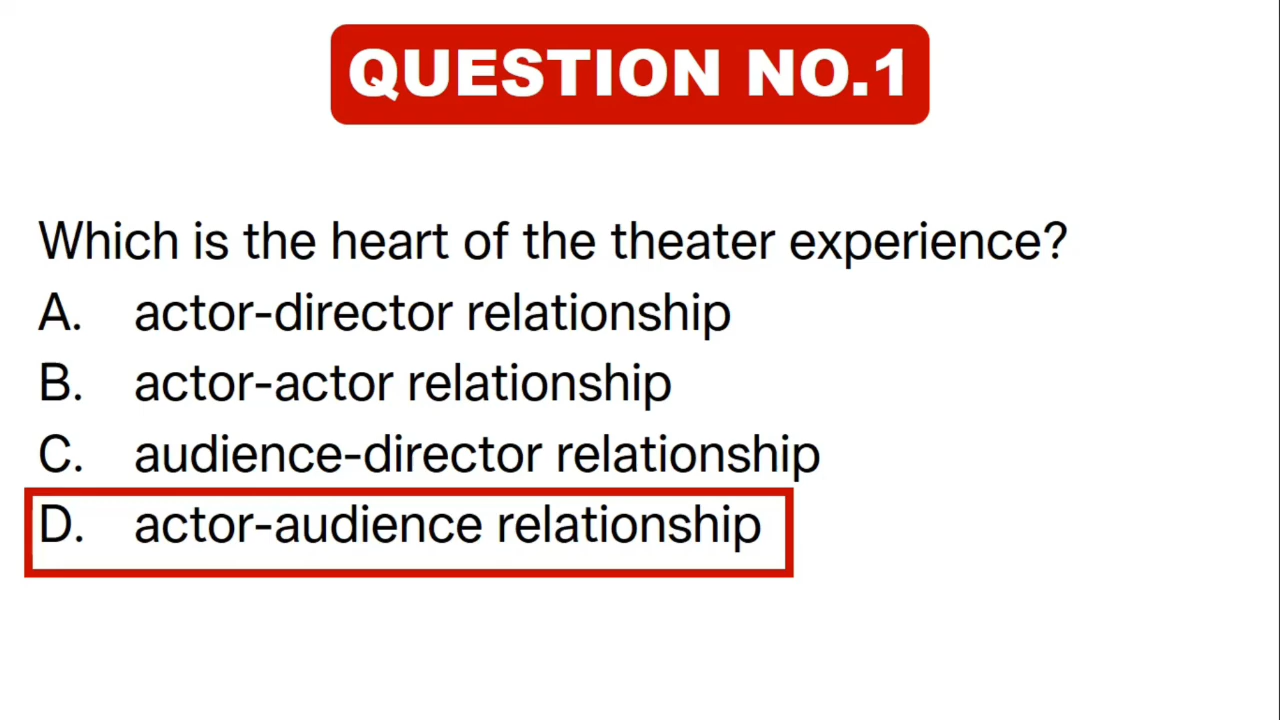 QUESTION NO.1
Which is the heart of the theater experience?
A. actor-director relationship
B. actor-actor relationship
C. audience-director relationship
D. actor-audience relationship